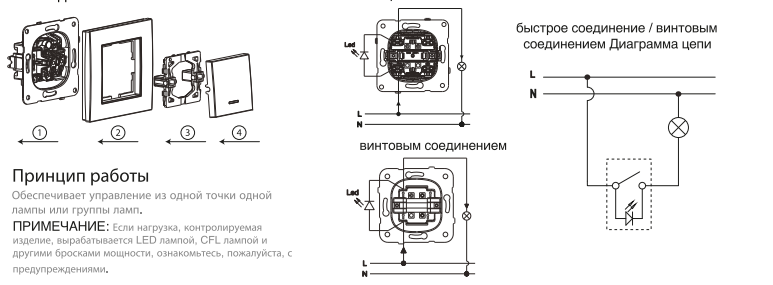 Led
L
N
1
2
3
4
винтовым соединением
Led
L
N
быстрое соединение / винтовым
соединением Диаграмма цепи
L
N
Принцип работы
Обеспечивает управление из одной точки одной
лампы или группы ламп.
ПРИМЕЧАНИЕ: Если нагрузка, контролируемая
изделие, вырабатывается LED лампой, CFL лампой и
другими бросками мощности, ознакомьтесь, пожалуйста, с
предупреждениями.